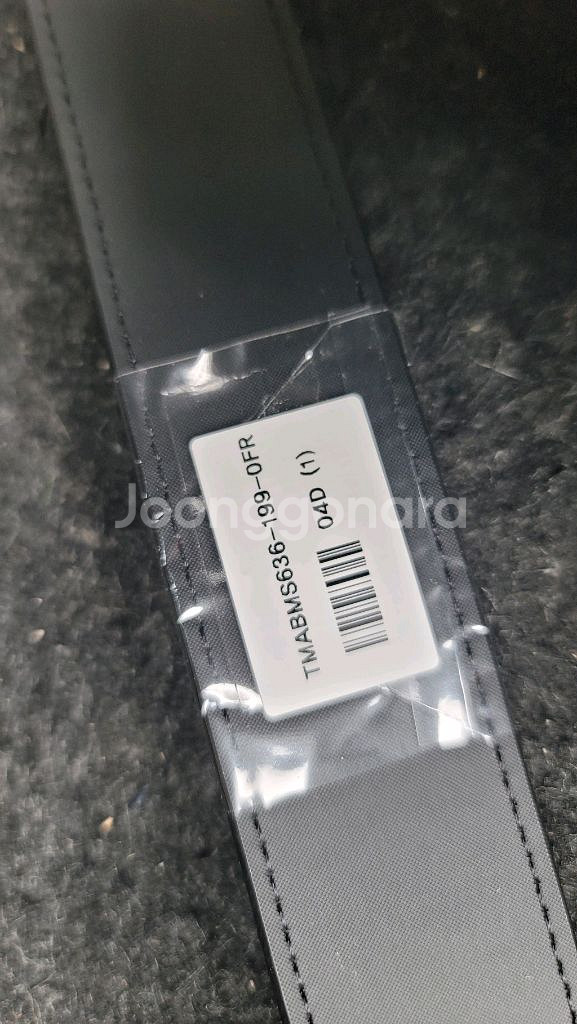 TMABMS636-199-0FR
04D (1)
Joonggonara